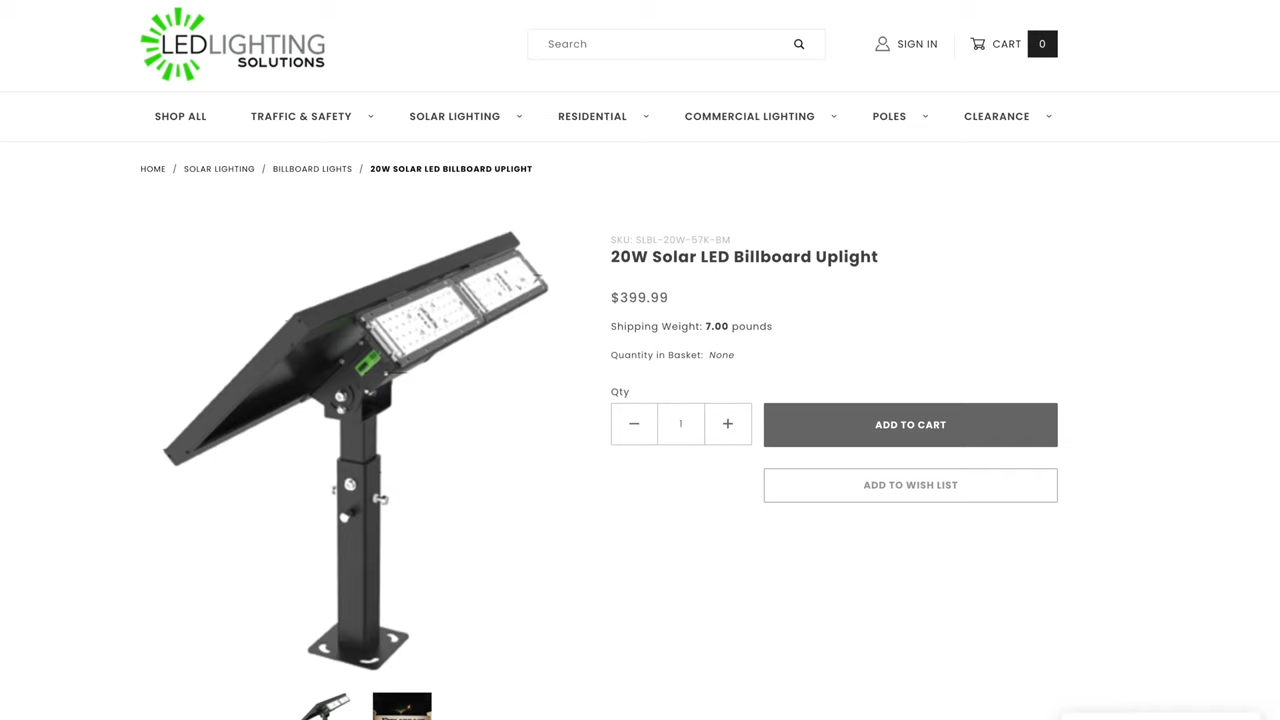 LEDLIGHTING
SOLUTIONS
Search
SIGN IN
CART 0
SHOP ALL
TRAFFIC & SAFETY
SOLAR LIGHTING
RESIDENTIAL
COMMERCIAL LIGHTING
POLES
CLEARANCE
HOME / SOLAR LIGHTING / BILLBOARD LIGHTS / 20W SOLAR LED BILLBOARD UPLIGHT
SKU: SLBL-20W-57K-BM
20W Solar LED Billboard Uplight
$399.99
Shipping Weight: 7.00 pounds
Quantity in Basket: None
Qty
1
ADD TO CART
ADD TO WISH LIST